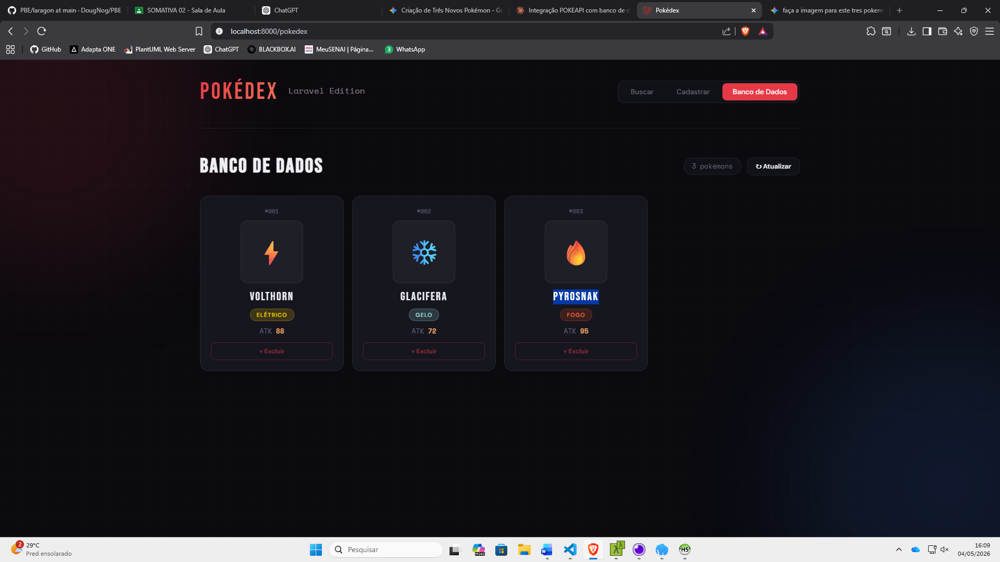 PBE/laragon at main · DougNog/PBE
SOMATIVA 02 - Sala de Aula
ChatGPT
Criação de Três Novos Pokémon - Go
Integração POKEAPI com banco de d
Pokédex
faça a imagem para este tres pokem
localhost:8000/pokedex
GitHub
Adapta ONE
PlantUML Web Server
ChatGPT
BLACKBOX.AI
MeuSENAI | Página...
3
WhatsApp
POKÉDEX
Laravel Edition
Buscar
Cadastrar
Banco de Dados
BANCO DE DADOS
3 pokémons
↻ Atualizar
#001
#002
#003
VOLTHORN
GLACIFERA
PYROSNAK
ELÉTRICO
GELO
FOGO
ATK 88
ATK 72
ATK 95
× Excluir
× Excluir
× Excluir
2
29°C
Pred ensolarado
Pesquisar
M365
HS
16:09
04/05/2026